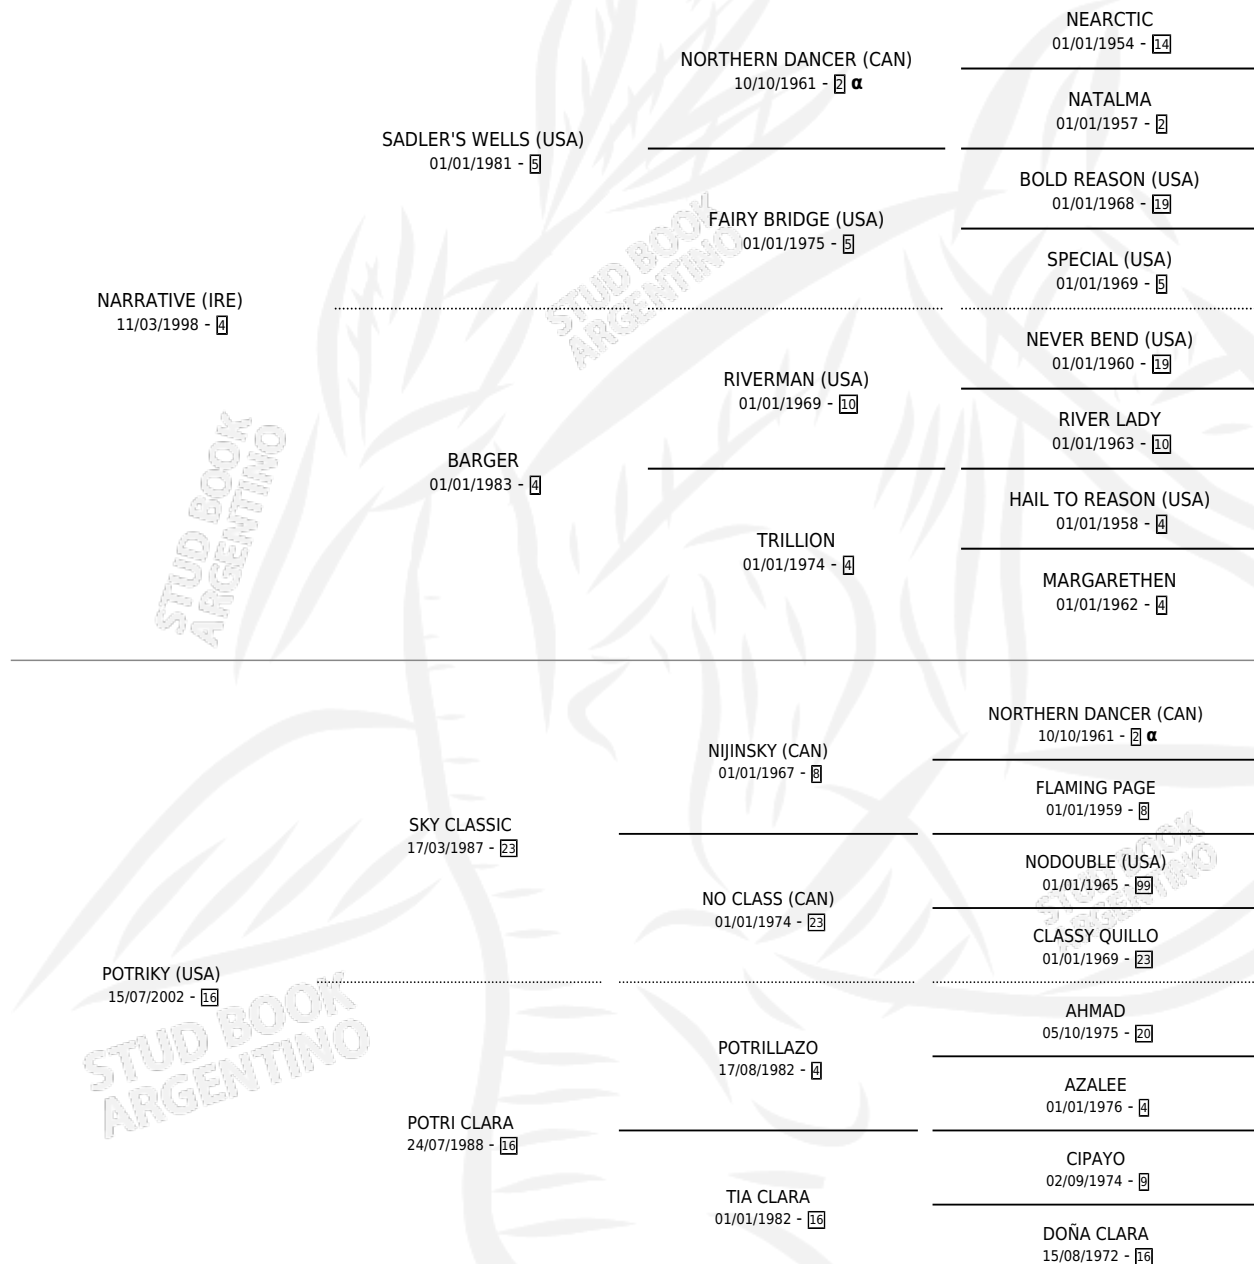 NEARCTIC
01/01/1954 - 14
NORTHERN DANCER (CAN)
10/10/1961 - 2 α
NATALMA
01/01/1957 - 2
SADLER'S WELLS (USA)
01/01/1981 - 5
BOLD REASON (USA)
01/01/1968 - 19
FAIRY BRIDGE (USA)
01/01/1975 - 5
SPECIAL (USA)
01/01/1969 - 5
NARRATIVE (IRE)
11/03/1998 - 4
NEVER BEND (USA)
01/01/1960 - 19
RIVERMAN (USA)
01/01/1969 - 10
RIVER LADY
01/01/1963 - 10
BARGER
01/01/1983 - 4
HAIL TO REASON (USA)
01/01/1958 - 4
TRILLION
01/01/1974 - 4
MARGARETHEN
01/01/1962 - 4
NORTHERN DANCER (CAN)
10/10/1961 - 2 α
NIJINSKY (CAN)
01/01/1967 - 8
FLAMING PAGE
01/01/1959 - 8
SKY CLASSIC
17/03/1987 - 23
NODOUBLE (USA)
01/01/1965 - 99
NO CLASS (CAN)
01/01/1974 - 23
CLASSY QUILLO
01/01/1969 - 23
POTRIKY (USA)
15/07/2002 - 16
AHMAD
05/10/1975 - 20
POTRILLAZO
17/08/1982 - 4
AZALEE
01/01/1976 - 4
POTRI CLARA
24/07/1988 - 16
CIPAYO
02/09/1974 - 9
TIA CLARA
01/01/1982 - 16
DOÑA CLARA
15/08/1972 - 16
STUD BOOK
ARGENTINO
STUD BOOK
ARGENTINO
STUD BOOK
ARGENTINO
STUD BOOK
ARGENTINO